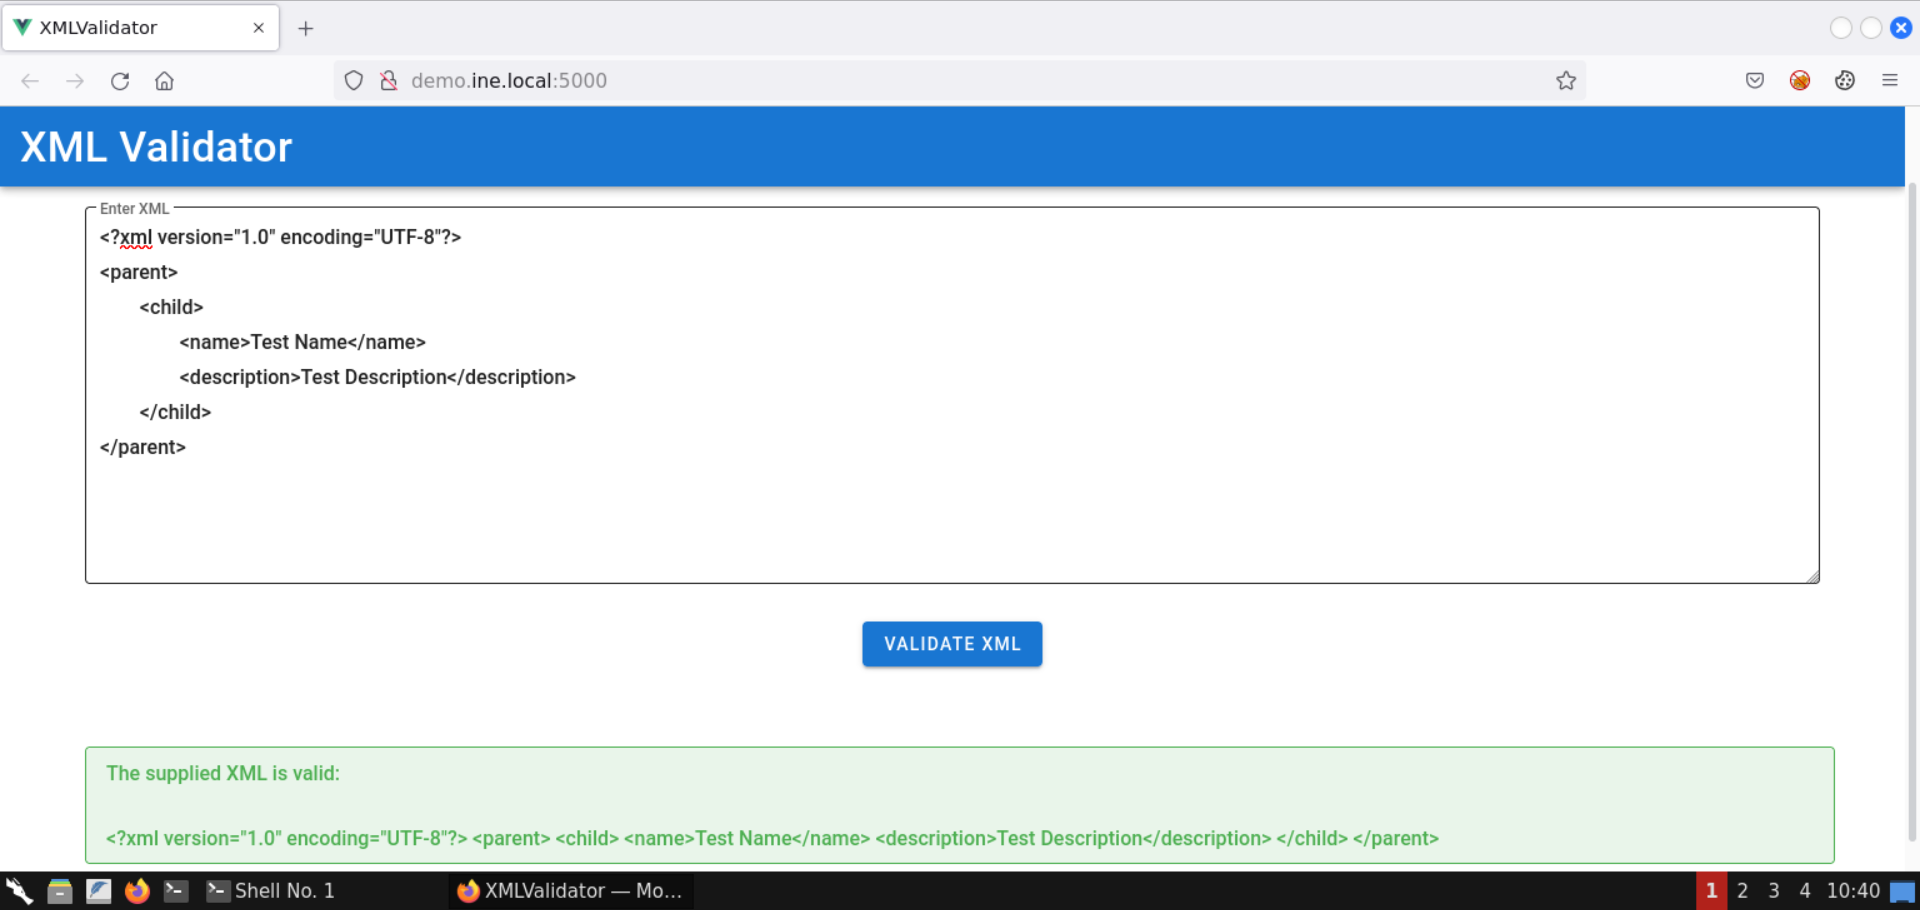 XMLValidator
demo.ine.local:5000
XML Validator
Enter XML
<?xml version="1.0" encoding="UTF-8"?>
<parent>
<child>
<name>Test Name</name>
<description>Test Description</description>
</child>
</parent>
VALIDATE XML
The supplied XML is valid:
<?xml version="1.0" encoding="UTF-8"?> <parent> <child> <name>Test Name</name> <description>Test Description</description> </child> </parent>
Shell No. 1 XMLValidator — Mo... 1 2 3 4 10:40